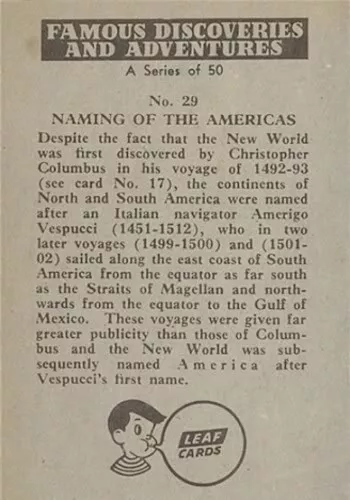 FAMOUS DISCOVERIES
AND ADVENTURES
A Series of 50
No. 29
NAMING OF THE AMERICAS
Despite the fact that the New World
was first discovered by Christopher
Columbus in his voyage of 1492-93
(see card No. 17), the continents of
North and South America were named
after an Italian navigator Amerigo
Vespucci (1451-1512), who in two
later voyages (1499-1500) and (1501-
02) sailed along the east coast of South
America from the equator as far south
as the Straits of Magellan and north-
wards from the equator to the Gulf of
Mexico. These voyages were given far
greater publicity than those of Colum-
bus and the New World was sub-
sequently named America after
Vespucci's first name.
LEAF
CARDS